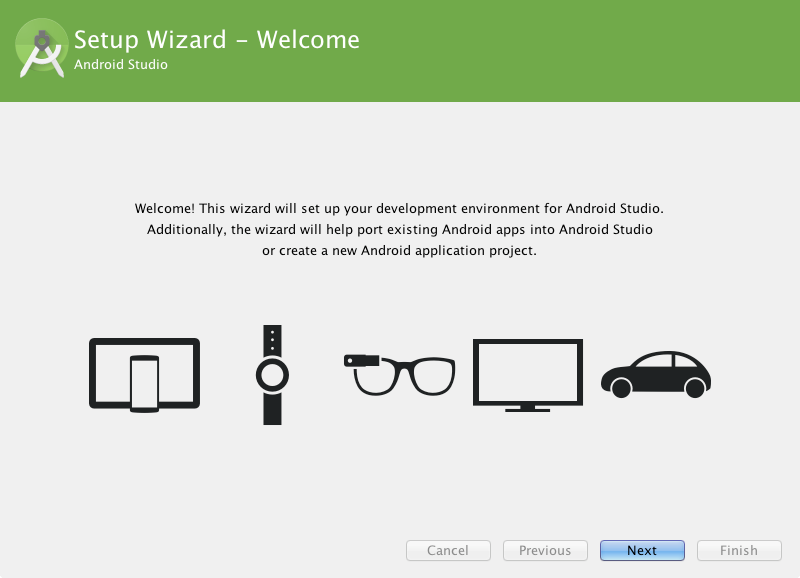 Setup Wizard – Welcome
Android Studio
Welcome! This wizard will set up your development environment for Android Studio.
Additionally, the wizard will help port existing Android apps into Android Studio
or create a new Android application project.
Cancel
Previous
Next
Finish